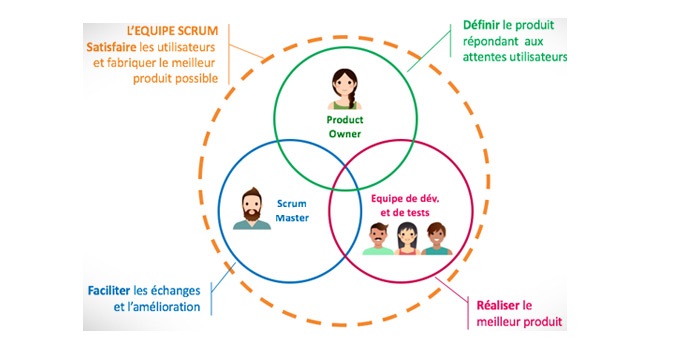 L’EQUIPE SCRUM
Satisfaire les utilisateurs
et fabriquer le meilleur
produit possible
Définir le produit
répondant aux
attentes utilisateurs
Product
Owner
Scrum
Master
Equipe de dév.
et de tests
Faciliter les échanges
et l’amélioration
Réaliser le
meilleur produit